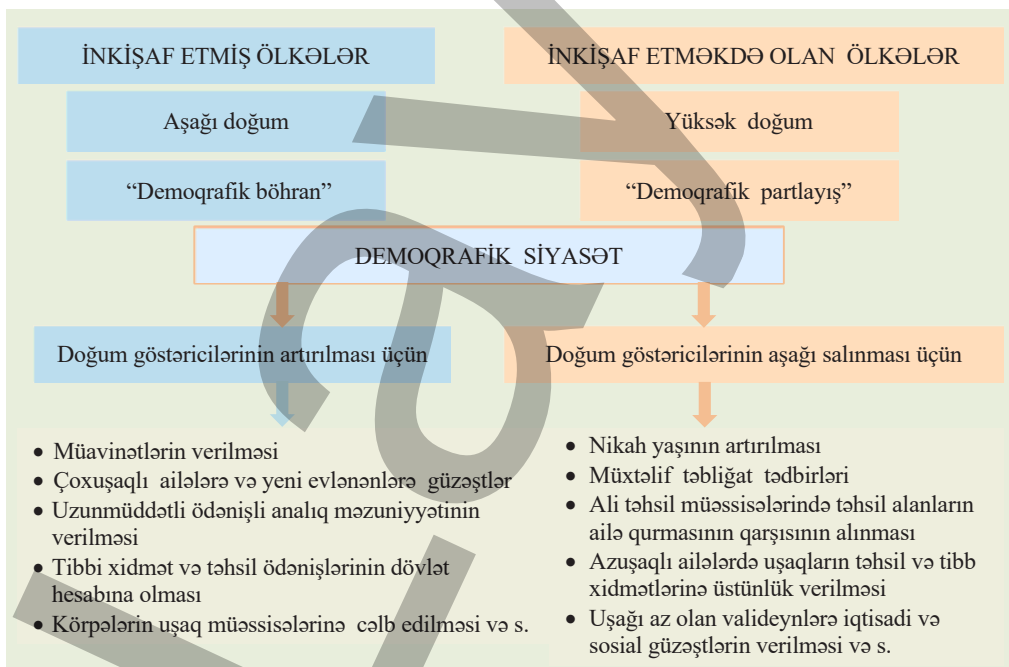 İNKİŞAF ETMİŞ ÖLKƏLƏR
Aşağı doğum
“Demoqrafik böhran”
İNKİŞAF ETMƏKDƏ OLAN ÖLKƏLƏR
Yüksək doğum
“Demoqrafik partlayış”
DEMOQRAFİK SİYASƏT
Doğum göstəricilərinin artırılması üçün
• Müavinətlərin verilməsi
• Çoxuşaqlı ailələrə və yeni evlənənlərə güzəştlər
• Uzunmüddətli ödənişli analıq məzuniyyətinin
verilməsi
• Tibbi xidmət və təhsil ödənişlərinin dövlət
hesabına olması
• Körpələrin uşaq müəssisələrinə cəlb edilməsi və s.
Doğum göstəricilərinin aşağı salınması üçün
• Nikah yaşının artırılması
• Müxtəlif təbliğat tədbirləri
• Ali təhsil müəssisələrində təhsil alanların
ailə qurmasının qarşısının alınması
• Azuşaqlı ailələrdə uşaqların təhsil və tibb
xidmətlərinə üstünlük verilməsi
• Uşağı az olan valideynlərə iqtisadi və
sosial güzəştlərin verilməsi və s.